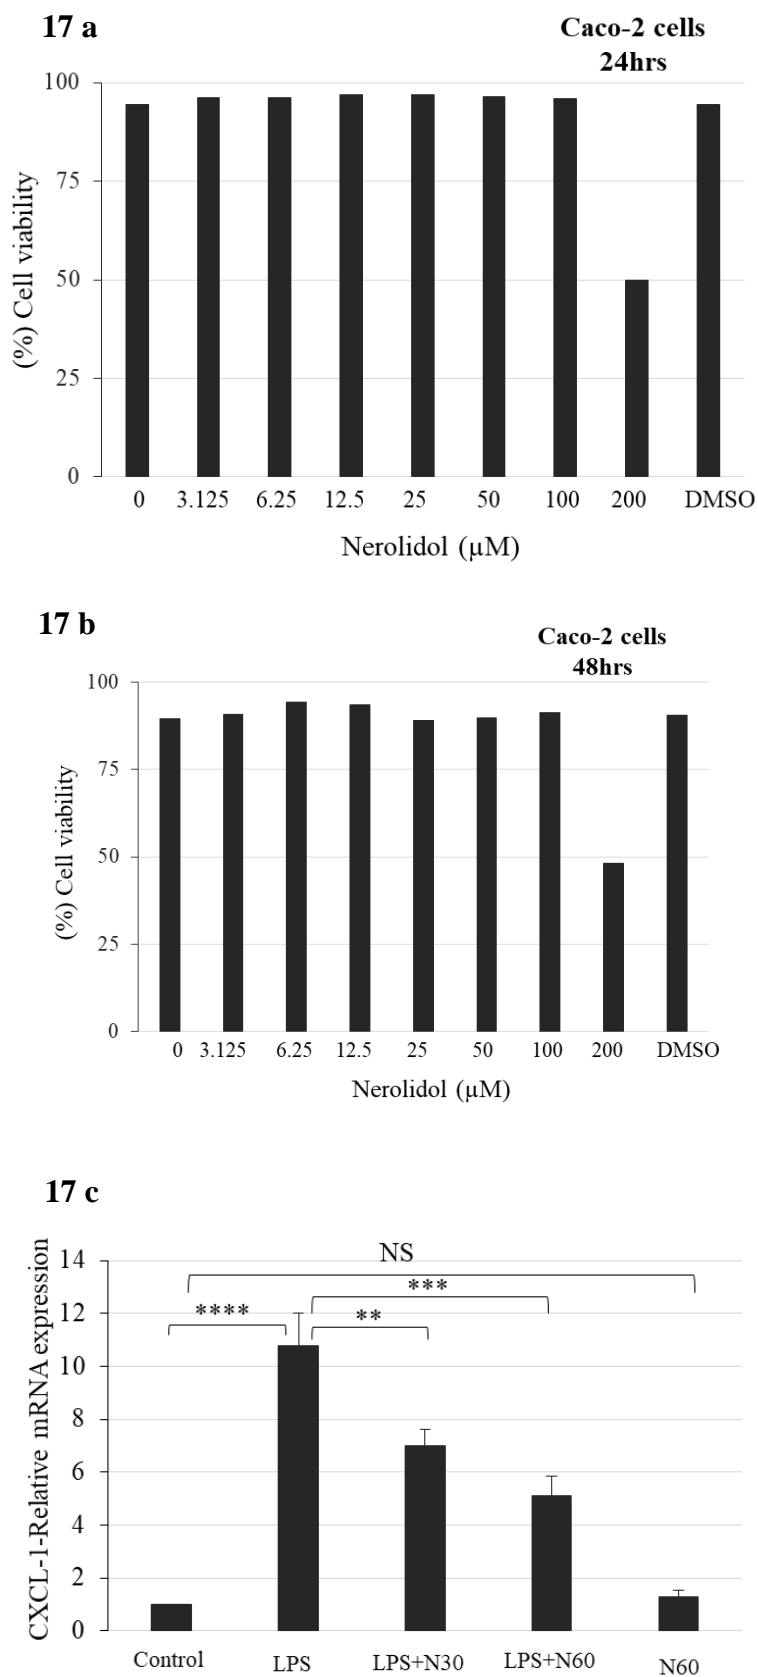 17 a
Caco-2 cells
24hrs
(%) Cell viability
100
75
50
25
0
0 3.125 6.25 12.5 25 50 100 200 DMSO
Nerolidol (µM)
17 b
Caco-2 cells
48hrs
(%) Cell viability
100
75
50
25
0
0 3.125 6.25 12.5 25 50 100 200 DMSO
Nerolidol (µM)
17 c
CXCL-1-Relative mRNA expression
14
12
10
8
6
4
2
0
NS
***
****
**
Control LPS LPS+N30 LPS+N60 N60